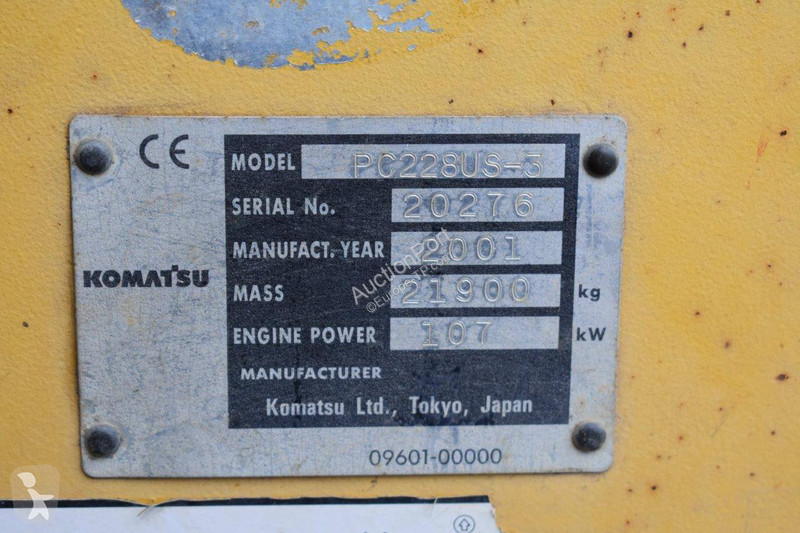 CE
MODEL PC228US-3
SERIAL No. 20276
MANUFACT. YEAR 2001
KOMATSU
MASS 21900 kg
ENGINE POWER 107 kW
MANUFACTURER
Komatsu Ltd., Tokyo, Japan
09601-00000
AuctionPort